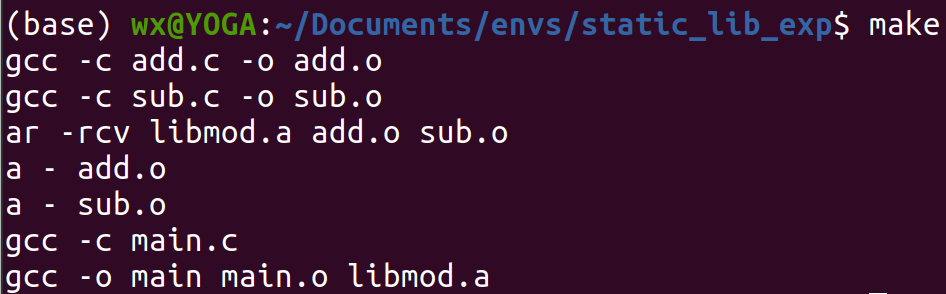 (base) wx@YOGA:~/Documents/envs/static_lib_exp$ make
gcc -c add.c -o add.o
gcc -c sub.c -o sub.o
ar -rcv libmod.a add.o sub.o
a - add.o
a - sub.o
gcc -c main.c
gcc -o main main.o libmod.a